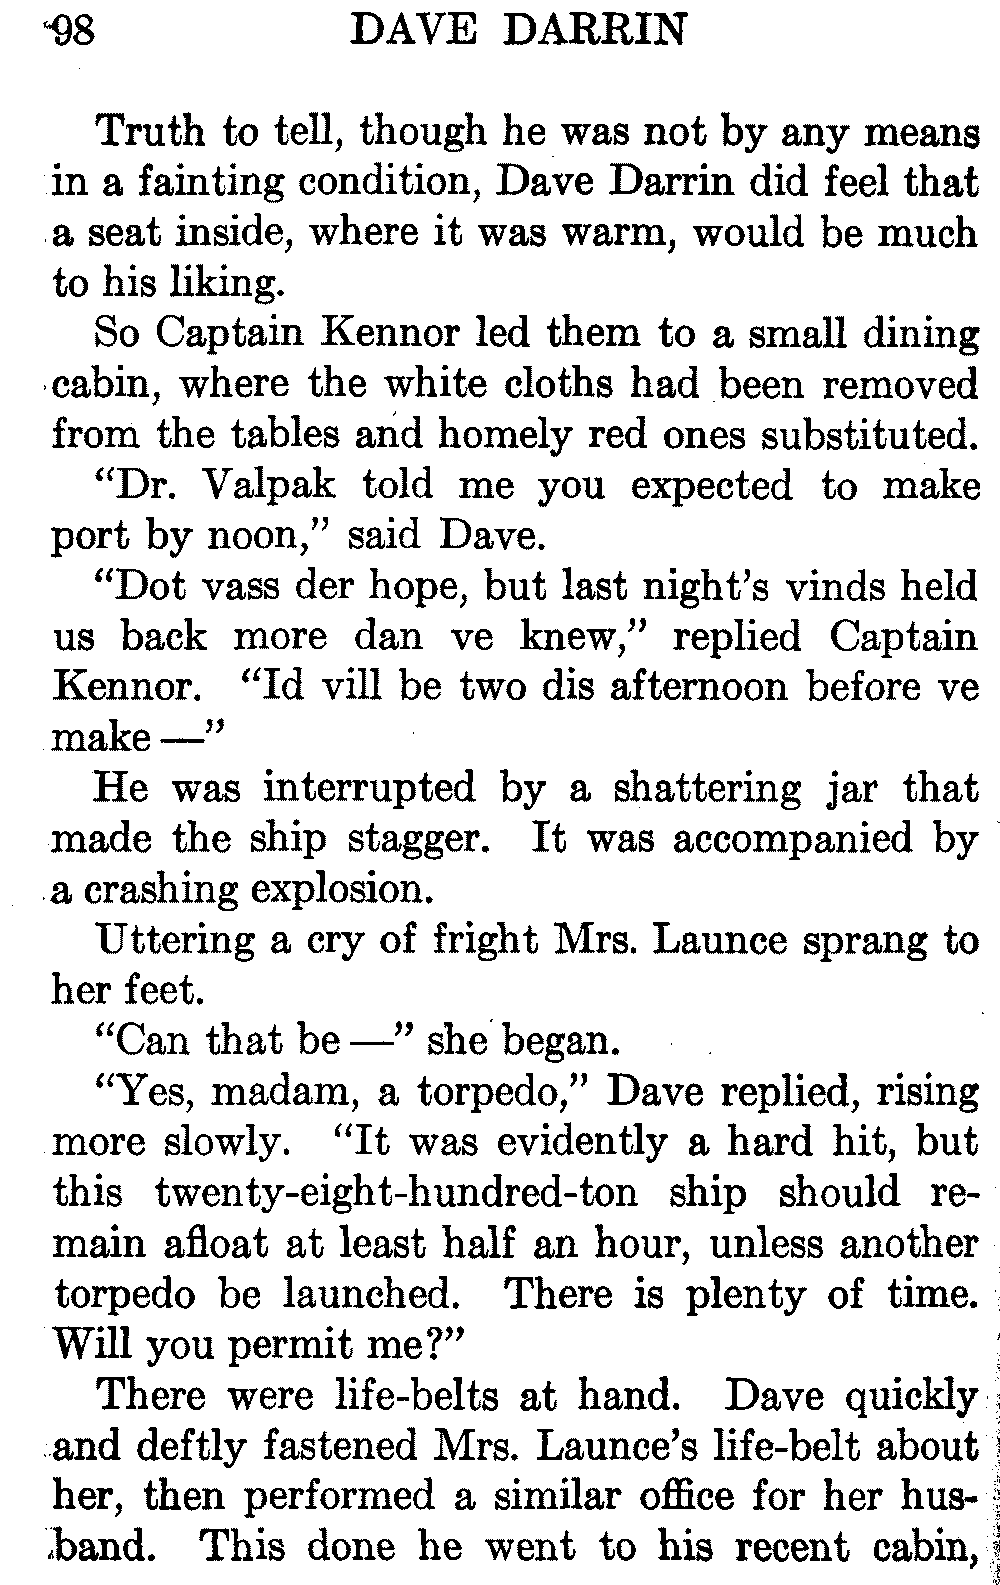 98 DAVE DARRIN
Truth to tell, though he was not by any means
in a fainting condition, Dave Darrin did feel that
a seat inside, where it was warm, would be much
to his liking.
So Captain Kennor led them to a small dining
cabin, where the white cloths had been removed
from the tables and homely red ones substituted.
“Dr. Valpak told me you expected to make
port by noon,” said Dave.
“Dot vass der hope, but last night’s vinds held
us back more dan ve knew,” replied Captain
Kennor. “Id vill be two dis afternoon before ve
make —”
He was interrupted by a shattering jar that
made the ship stagger. It was accompanied by
a crashing explosion.
Uttering a cry of fright Mrs. Launce sprang to
her feet.
“Can that be —” she began.
“Yes, madam, a torpedo,” Dave replied, rising
more slowly. “It was evidently a hard hit, but
this twenty-eight-hundred-ton ship should re-
main afloat at least half an hour, unless another
torpedo be launched. There is plenty of time.
Will you permit me?”
There were life-belts at hand. Dave quickly
and deftly fastened Mrs. Launce’s life-belt about
her, then performed a similar office for her hus-
band. This done he went to his recent cabin,